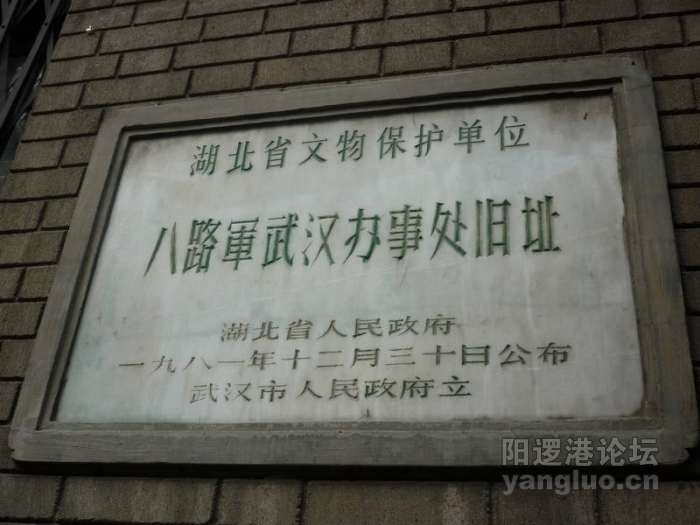 湖北省文物保护单位
八路軍武汉办事处旧址
湖北省人民政府
一九八一年十二月三十日公布
武汉市人民政府立
阳逻港论坛
yangluo.cn